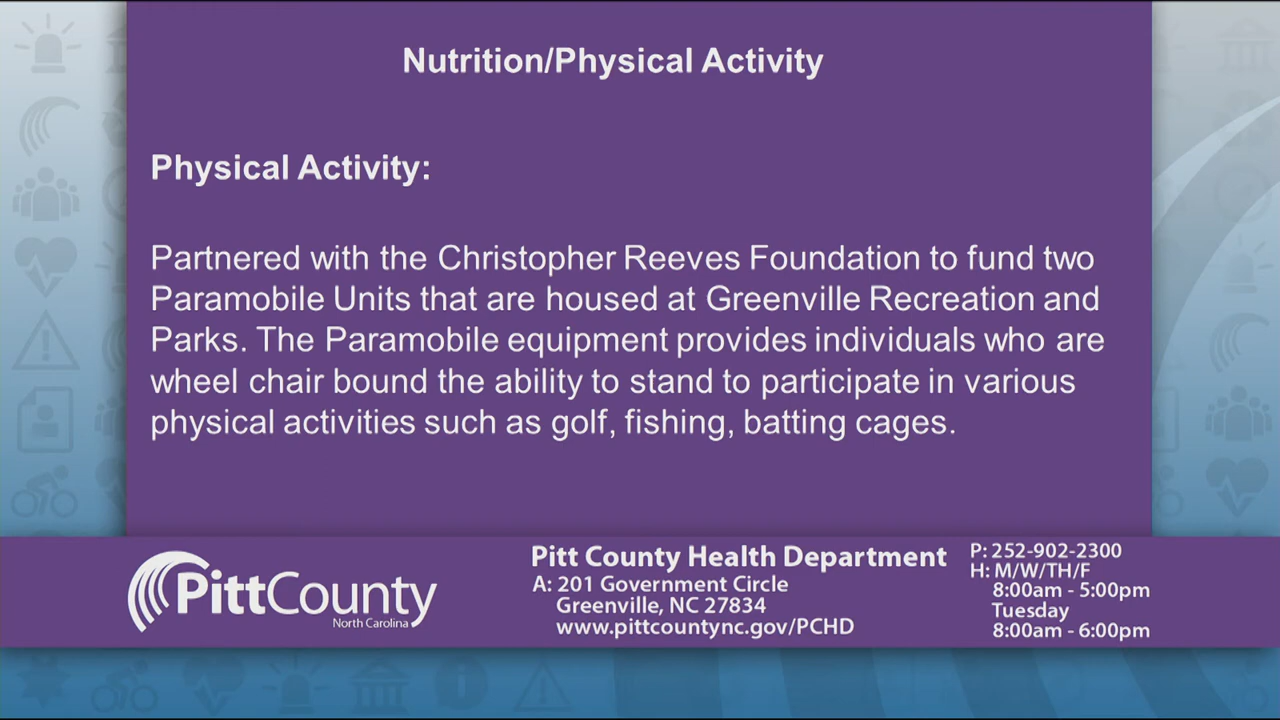 Nutrition/Physical Activity
Physical Activity:
Partnered with the Christopher Reeves Foundation to fund two
Paramobile Units that are housed at Greenville Recreation and
Parks. The Paramobile equipment provides individuals who are
wheel chair bound the ability to stand to participate in various
physical activities such as golf, fishing, batting cages.
PittCounty
North Carolina
Pitt County Health Department
A: 201 Government Circle
Greenville, NC 27834
www.pittcountync.gov/PCHD
P: 252-902-2300
H: M/W/TH/F
8:00am - 5:00pm
Tuesday
8:00am - 6:00pm